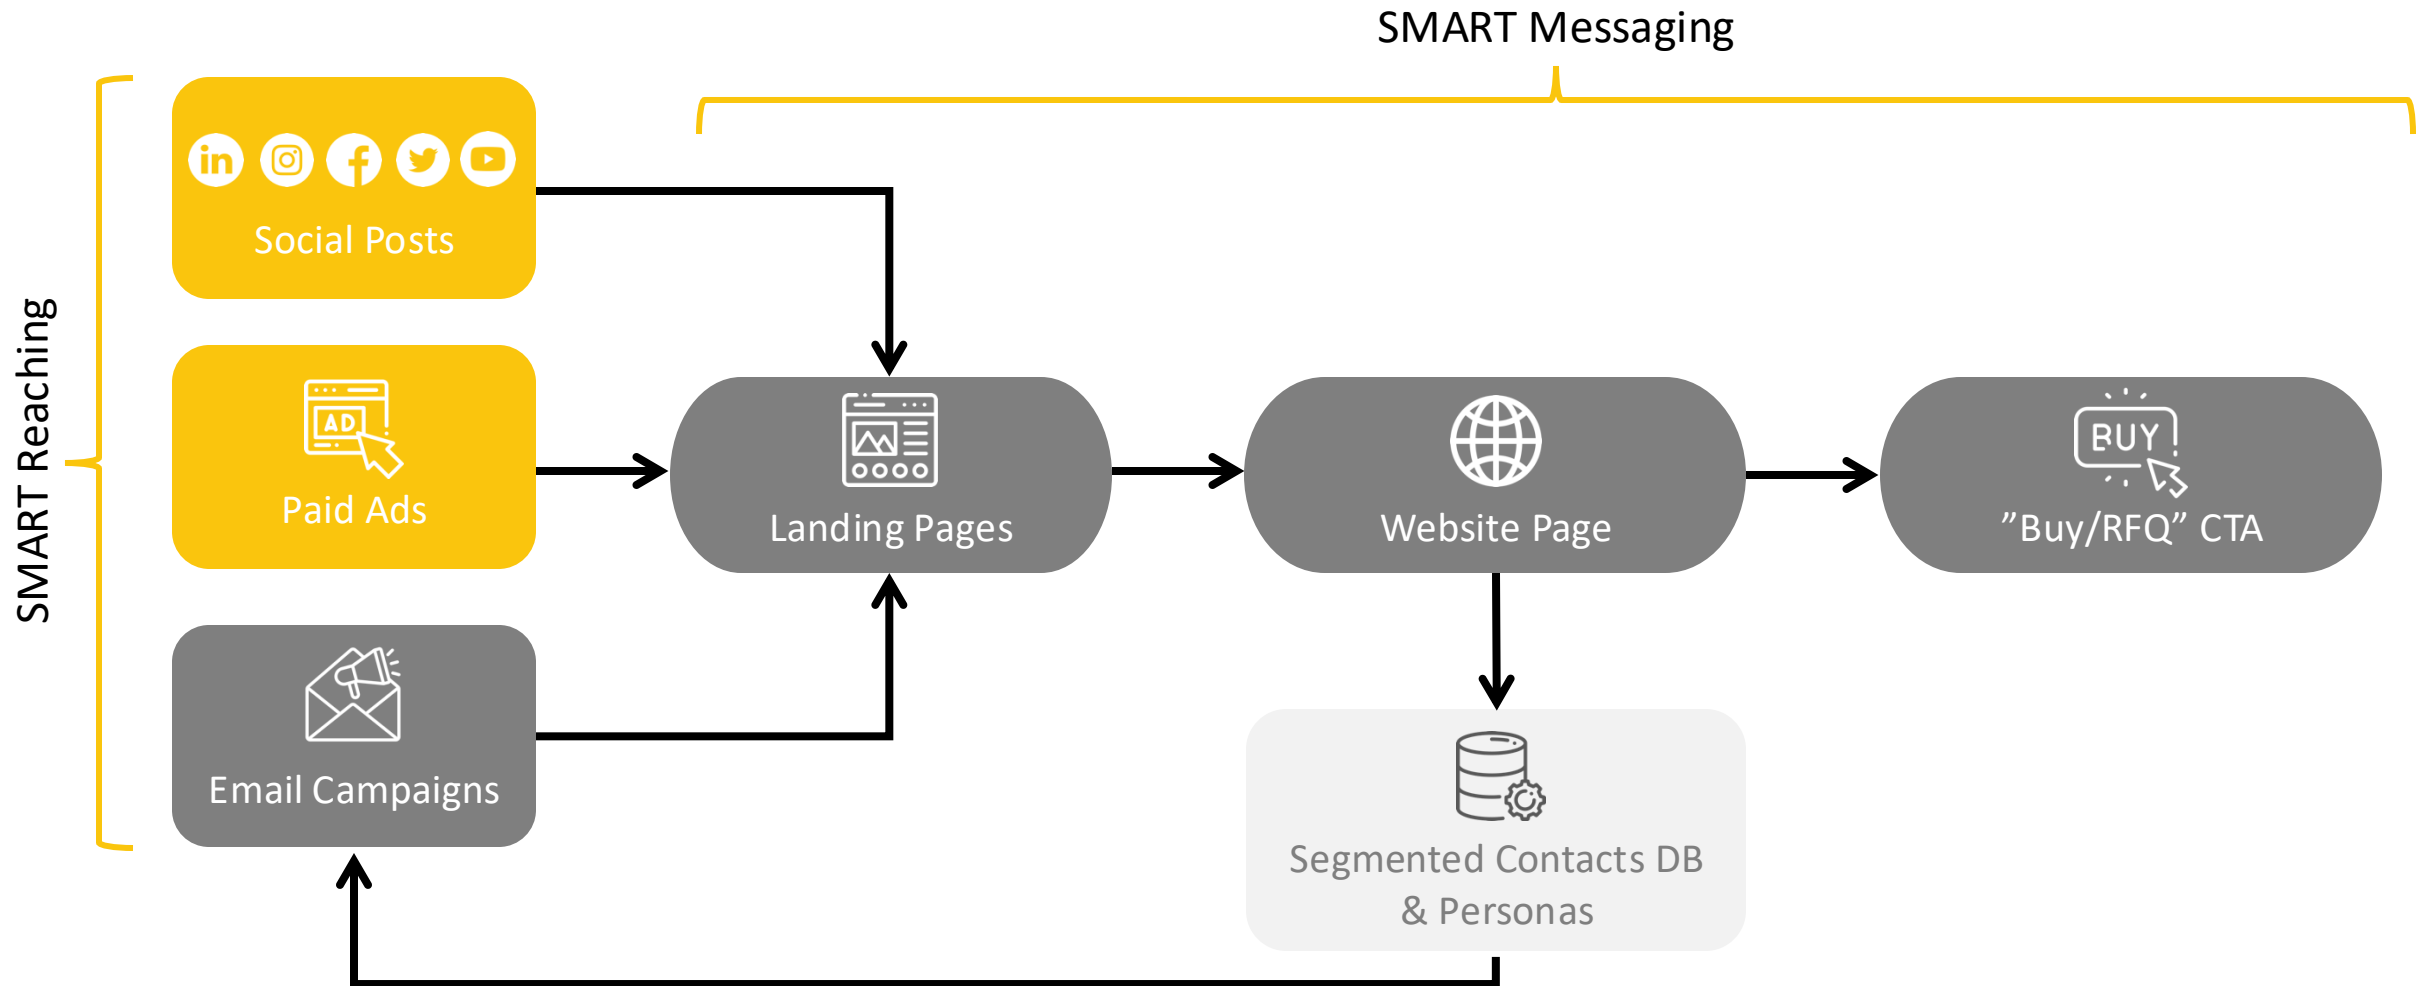 SMART Messaging
SMART Reaching
in
Social Posts
AD
Paid Ads
Email Campaigns
Landing Pages
Website Page
BUY
”Buy/RFQ” CTA
Segmented Contacts DB
& Personas